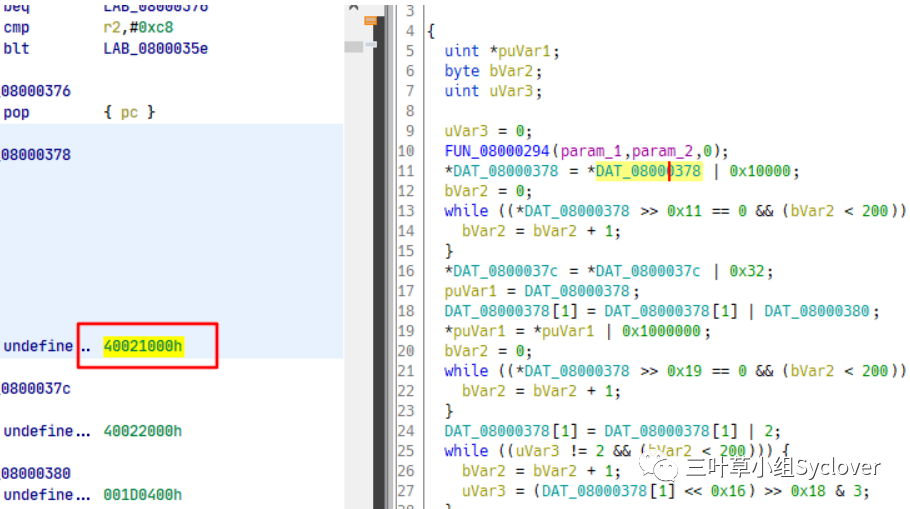 beq LAB_08000376
cmp r2,#0xc8
blt LAB_0800035e
_08000376
pop { pc }
_08000378
undefine... 40021000h
_0800037c
undefine... 40022000h
_08000380
undefine... 001D0400h
3
4 {
5 uint *puVar1;
6 byte bVar2;
7 uint uVar3;
8
9 uVar3 = 0;
10 FUN_08000294(param_1,param_2,0);
11 *DAT_08000378 = *DAT_08000378 | 0x10000;
12 bVar2 = 0;
13 while ((*DAT_08000378 >> 0x11 == 0 && (bVar2 < 200))
14 bVar2 = bVar2 + 1;
15 }
16 *DAT_0800037c = *DAT_0800037c | 0x32;
17 puVar1 = DAT_08000378;
18 DAT_08000378[1] = DAT_08000378[1] | DAT_08000380;
19 *puVar1 = *puVar1 | 0x1000000;
20 bVar2 = 0;
21 while ((*DAT_08000378 >> 0x19 == 0 && (bVar2 < 200))
22 bVar2 = bVar2 + 1;
23 }
24 DAT_08000378[1] = DAT_08000378[1] | 2;
25 while ((uVar3 != 2 && (bVar2 < 200))) {
26 bVar2 = bVar2 + 1;
27 uVar3 = (DAT_08000378[1] << 0x16) >> 0x18 & 3;
三叶草小组Syclover